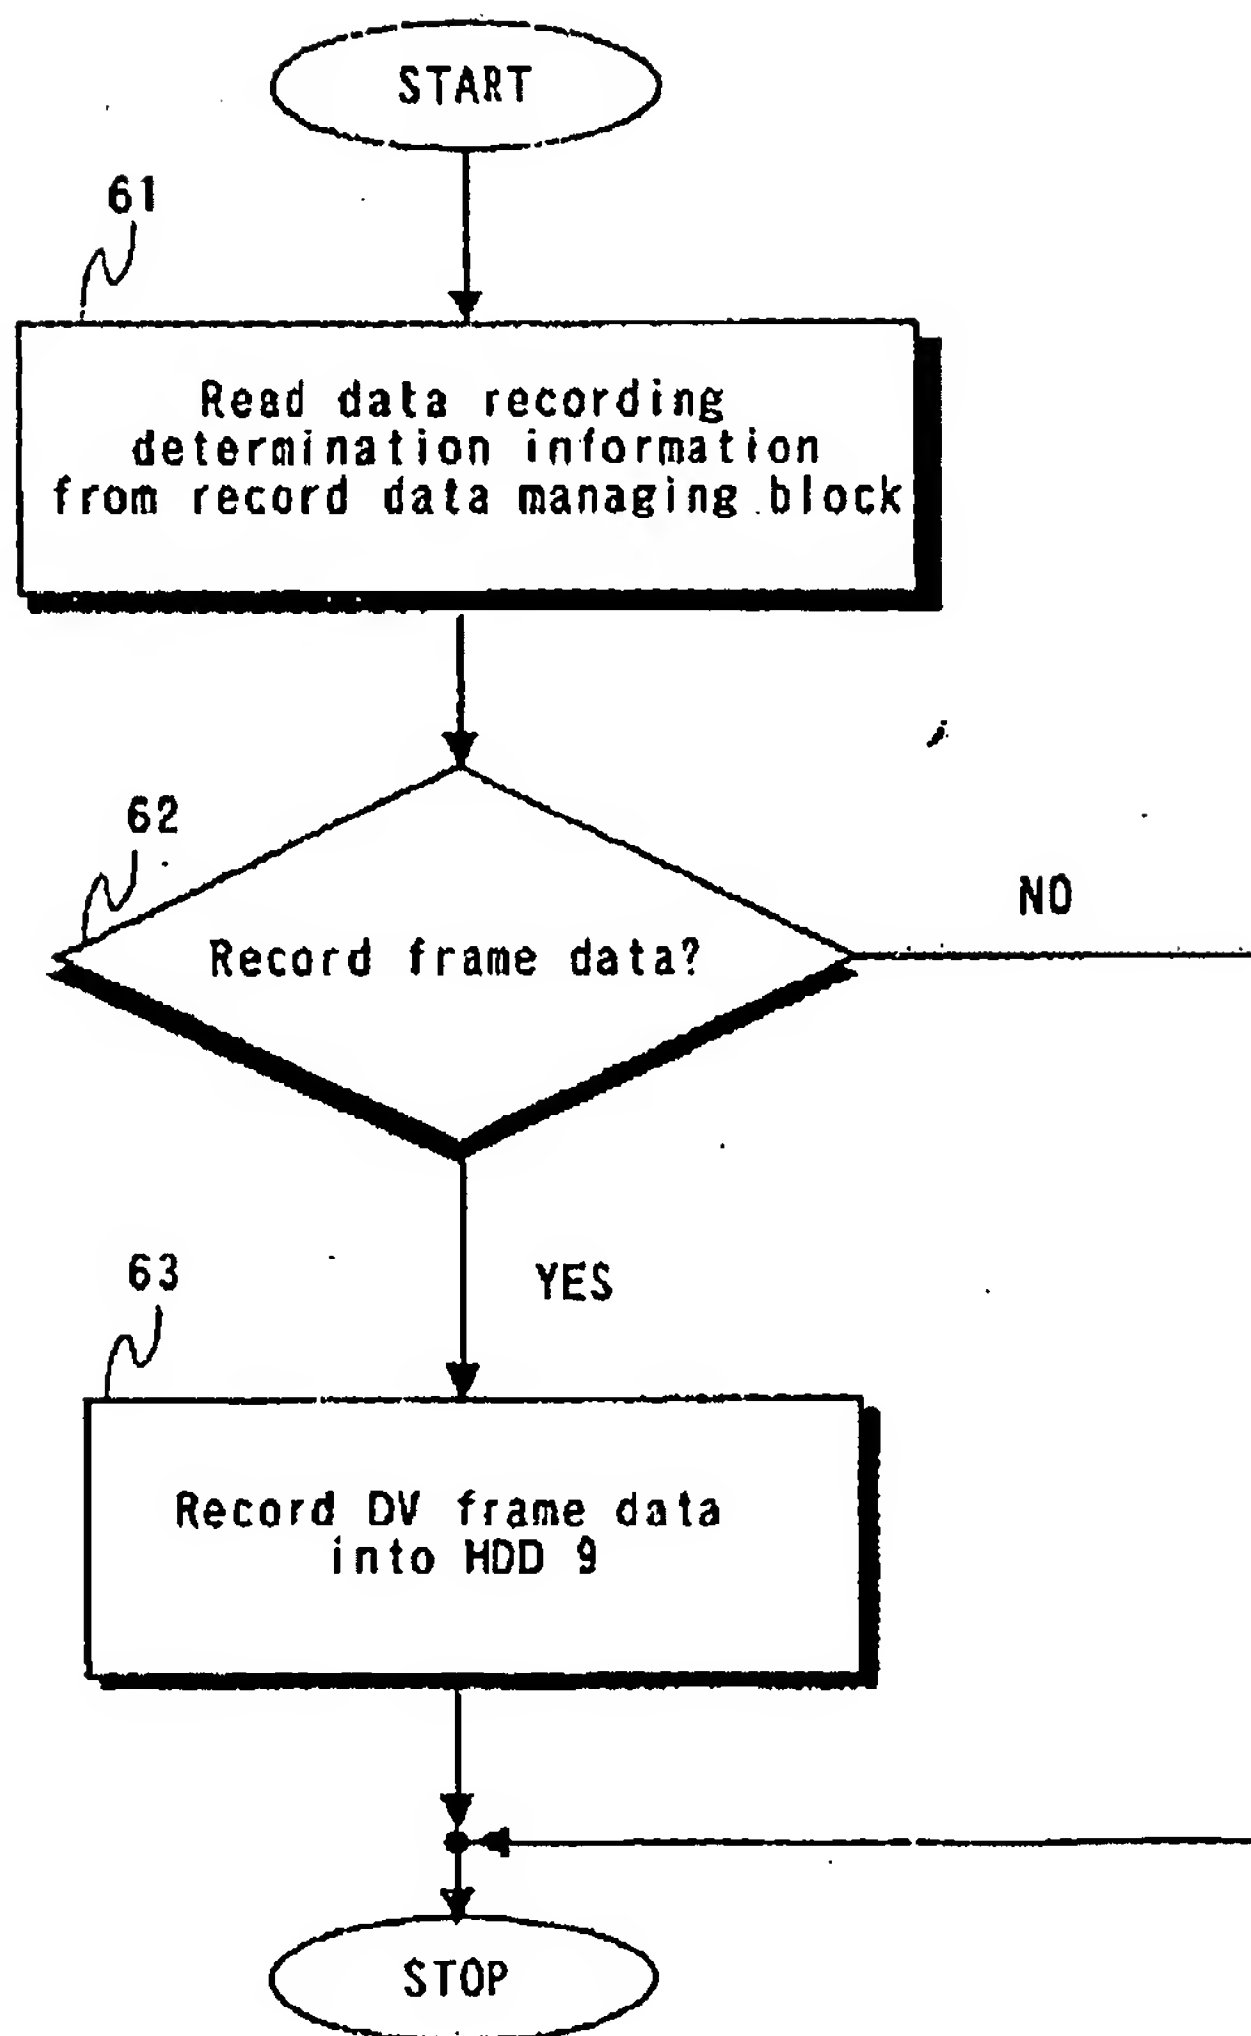 START
61
Read data recording
determination information
from record data managing block
62
NO
Record frame data?
63
YES
Record DV frame data
into HDD 9
STOP